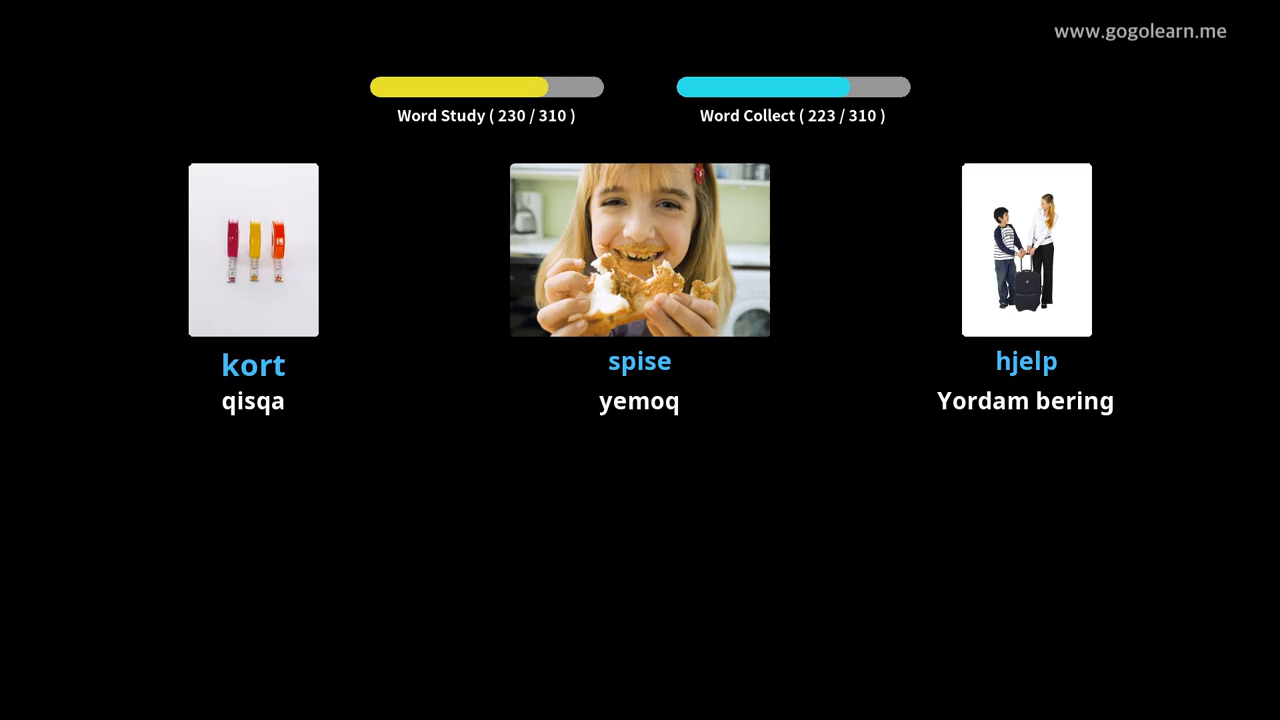 www.gogolearn.me
Word Study ( 230 / 310 )
Word Collect ( 223 / 310 )
kort
qisqa
spise
yemoq
hjelp
Yordam bering